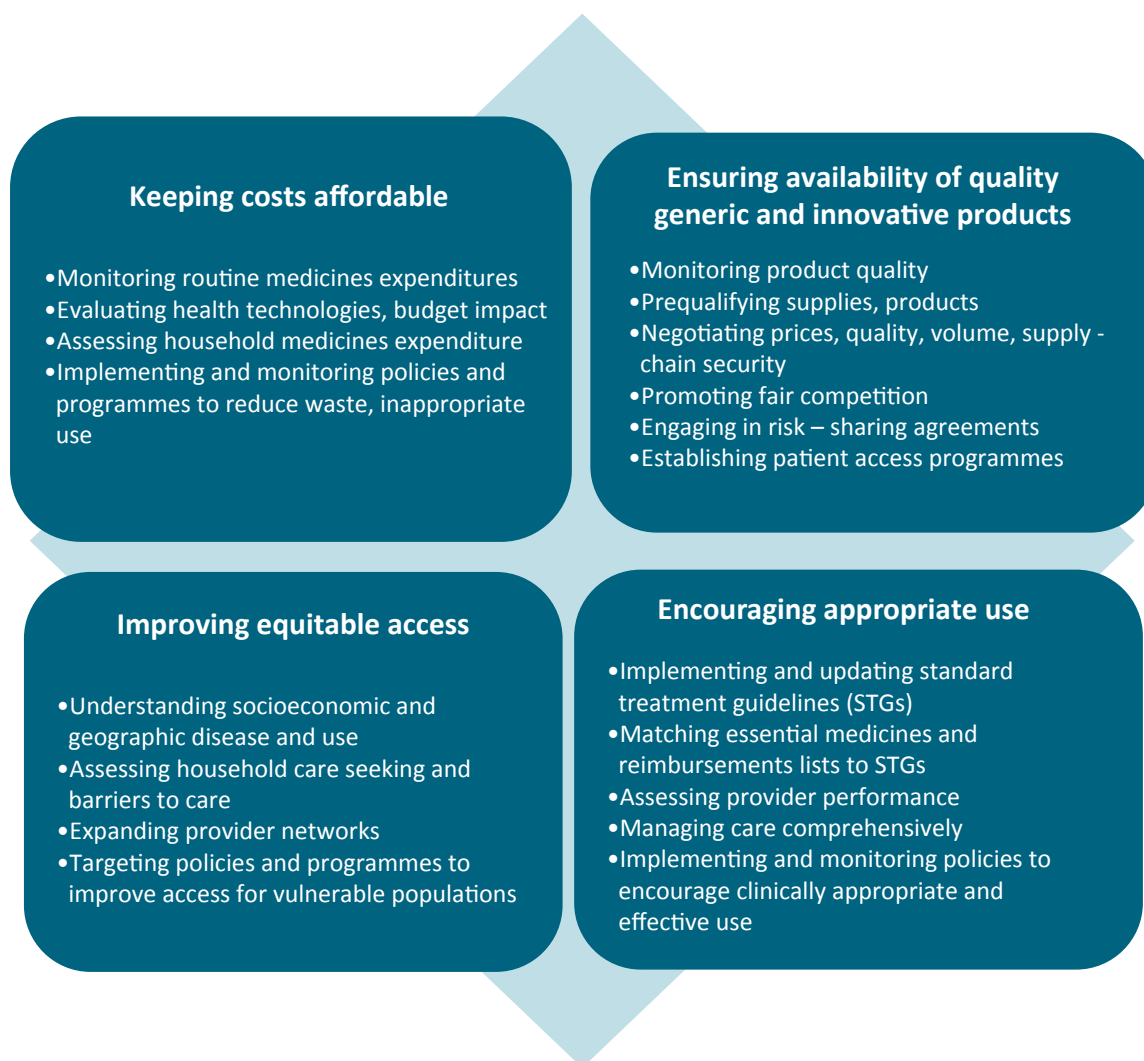 Keeping costs affordable
•Monitoring routine medicines expenditures
•Evaluating health technologies, budget impact
•Assessing household medicines expenditure
•Implementing and monitoring policies and
programmes to reduce waste, inappropriate
use
Ensuring availability of quality
generic and innovative products
•Monitoring product quality
•Prequalifying supplies, products
•Negotiating prices, quality, volume, supply -
chain security
•Promoting fair competition
•Engaging in risk – sharing agreements
•Establishing patient access programmes
Improving equitable access
•Understanding socioeconomic and
geographic disease and use
•Assessing household care seeking and
barriers to care
•Expanding provider networks
•Targeting policies and programmes to
improve access for vulnerable populations
Encouraging appropriate use
•Implementing and updating standard
treatment guidelines (STGs)
•Matching essential medicines and
reimbursements lists to STGs
•Assessing provider performance
•Managing care comprehensively
•Implementing and monitoring policies to
encourage clinically appropriate and
effective use